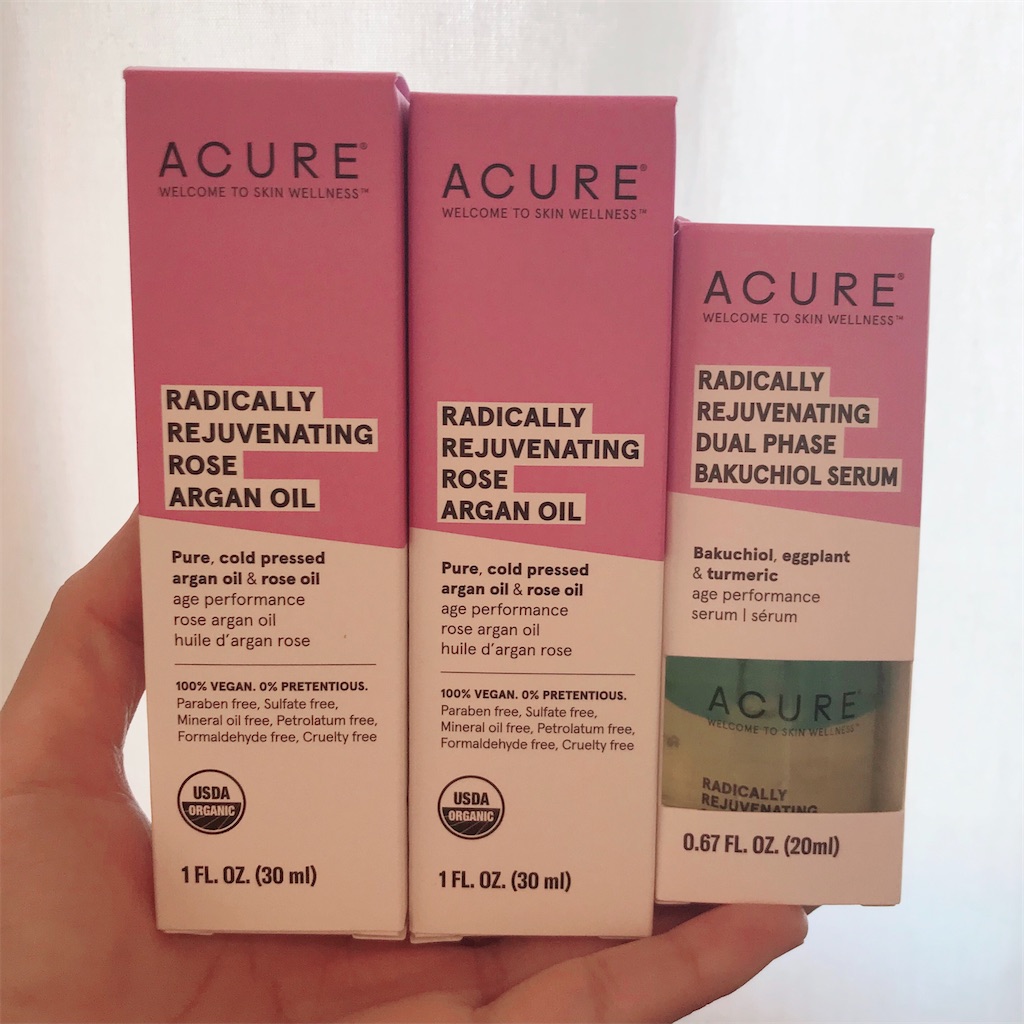 ACURE®
WELCOME TO SKIN WELLNESS™
RADICALLY
REJUVENATING
ROSE
ARGAN OIL
Pure, cold pressed
argan oil & rose oil
age performance
rose argan oil
huile d'argan rose
100% VEGAN. 0% PRETENTIOUS.
Paraben free, Sulfate free,
Mineral oil free, Petrolatum free,
Formaldehyde free, Cruelty free
USDA
ORGANIC
1 FL. OZ. (30 ml)
ACURE®
WELCOME TO SKIN WELLNESS™
RADICALLY
REJUVENATING
ROSE
ARGAN OIL
Pure, cold pressed
argan oil & rose oil
age performance
rose argan oil
huile d'argan rose
100% VEGAN. 0% PRETENTIOUS.
Paraben free, Sulfate free,
Mineral oil free, Petrolatum free,
Formaldehyde free, Cruelty free
USDA
ORGANIC
1 FL. OZ. (30 ml)
ACURE®
WELCOME TO SKIN WELLNESS™
RADICALLY
REJUVENATING
DUAL PHASE
BAKUCHIOL SERUM
Bakuchiol, eggplant
& turmeric
age performance
serum | sérum
ACURE®
WELCOME TO SKIN WELLNESS™
RADICALLY
REJUVENATING
0.67 FL. OZ. (20ml)